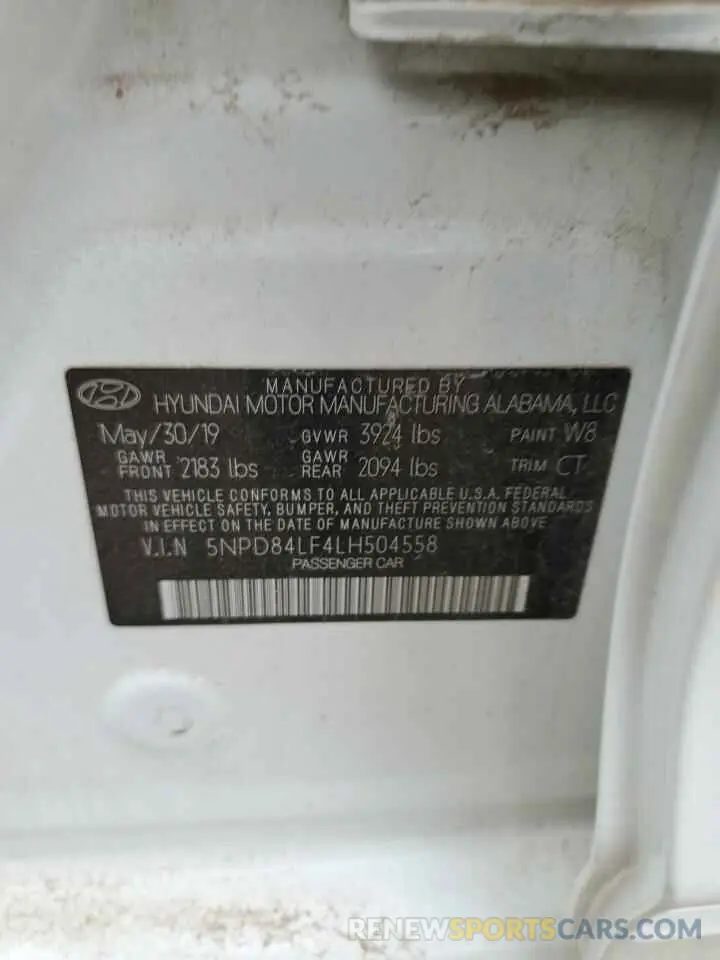 MANUFACTURED BY
HYUNDAI MOTOR MANUFACTURING ALABAMA, LLC
May/30/19 GVWR 3924 lbs PAINT W8
GAWR FRONT 2183 lbs GAWR REAR 2094 lbs TRIM CT
THIS VEHICLE CONFORMS TO ALL APPLICABLE U.S.A. FEDERAL
MOTOR VEHICLE SAFETY, BUMPER, AND THEFT PREVENTION STANDARDS
IN EFFECT ON THE DATE OF MANUFACTURE SHOWN ABOVE
V.I.N 5NPD84LF4LH504558
PASSENGER CAR
RENEWSPORTSCARS.COM